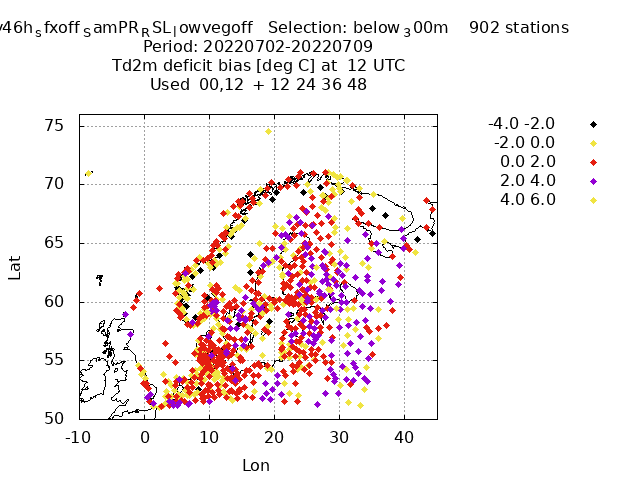 v46h_sfxoff_SamPR_RSL_lowvegoff   Selection: below_300m    902 stations
Period: 20220702-20220709
Td2m deficit bias [deg C] at  12 UTC
Used  00,12  + 12 24 36 48
-4.0 -2.0
-2.0  0.0
0.0  2.0
2.0  4.0
4.0  6.0
75
70
65
60
55
50
Lat
-10 0 10 20 30 40
Lon